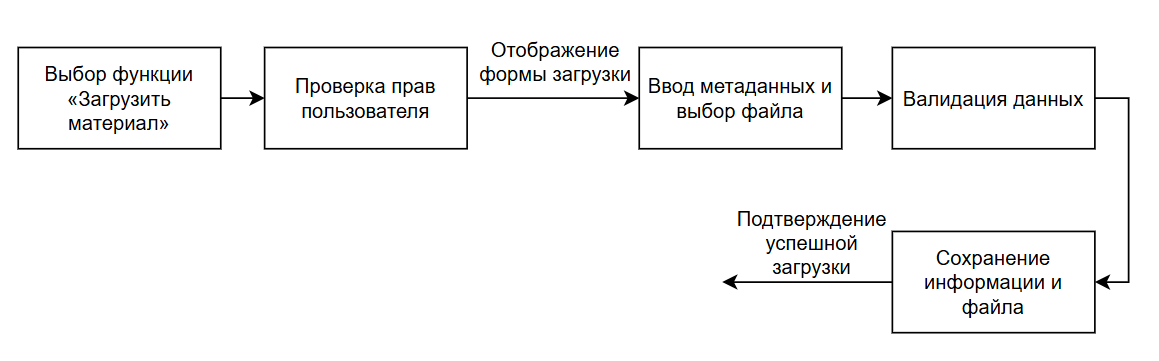 Выбор функции
«Загрузить
материал»
Проверка прав
пользователя
Отображение
формы загрузки
Ввод метаданных и
выбор файла
Валидация данных
Подтверждение
успешной
загрузки
Сохранение
информации и
файла